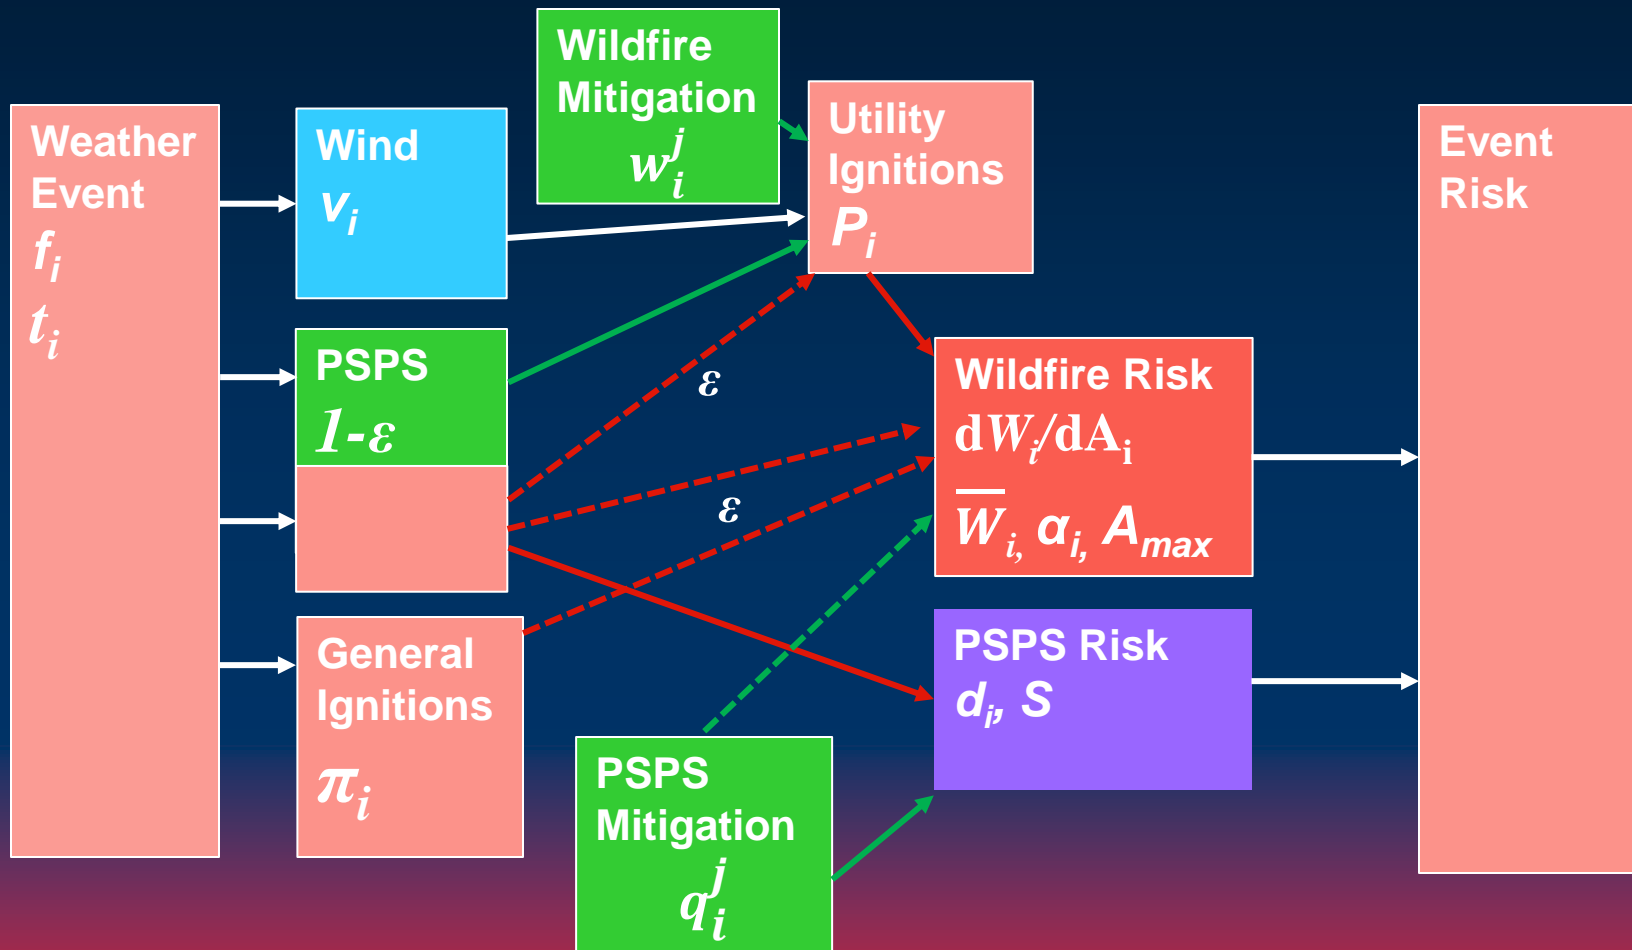 Weather
Event
f_i
t_i
Wind
v_i
PSPS
1-ε
General
Ignitions
π_i
Wildfire
Mitigation
w_i^j
Utility
Ignitions
P_i
ε
ε
PSPS
Mitigation
q_i^j
Wildfire Risk
dW_i/dA_i
W̅_i, α_i, A_max
PSPS Risk
d_i, S
Event
Risk